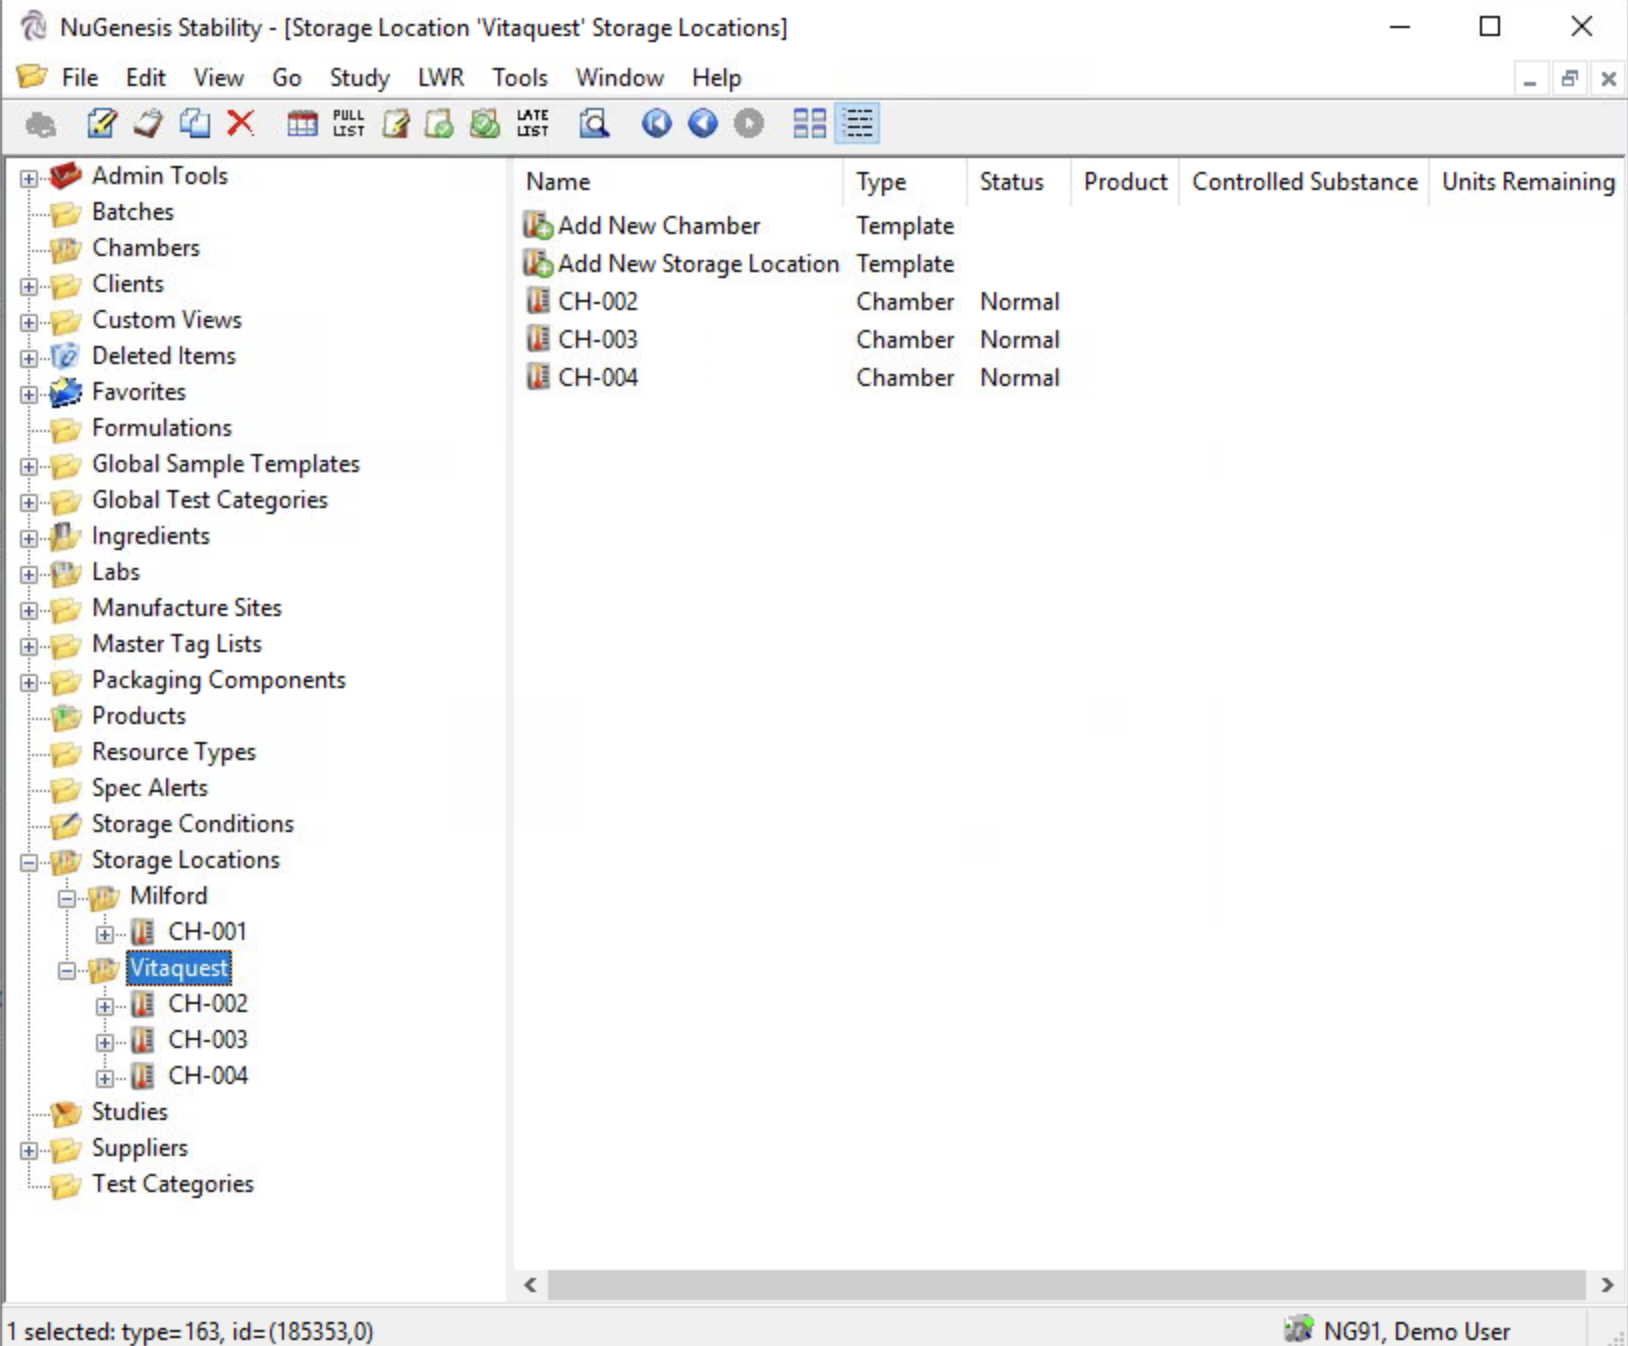 NuGenesis Stability - [Storage Location 'Vitaquest' Storage Locations]
File Edit View Go Study LWR Tools Window Help
PULL LIST
LATE LIST
Admin Tools
Batches
Chambers
Clients
Custom Views
Deleted Items
Favorites
Formulations
Global Sample Templates
Global Test Categories
Ingredients
Labs
Manufacture Sites
Master Tag Lists
Packaging Components
Products
Resource Types
Spec Alerts
Storage Conditions
Storage Locations
Milford
CH-001
Vitaquest
CH-002
CH-003
CH-004
Studies
Suppliers
Test Categories
Name Type Status Product Controlled Substance Units Remaining
Add New Chamber Template
Add New Storage Location Template
CH-002 Chamber Normal
CH-003 Chamber Normal
CH-004 Chamber Normal
1 selected: type=163, id=(185353,0)
NG91, Demo User